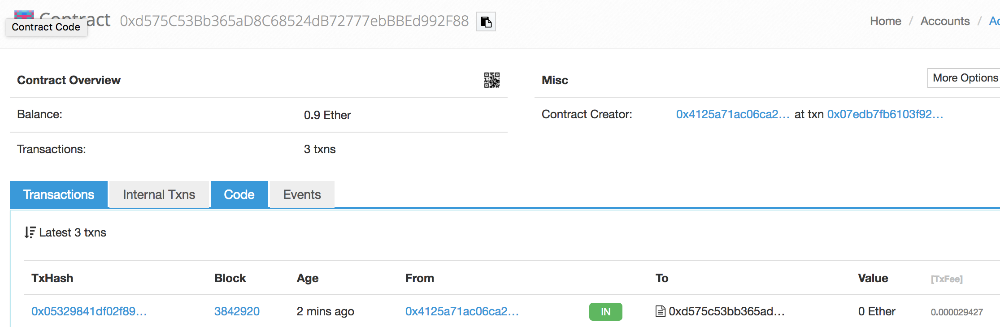 Contract 0xd575C53Bb365aD8C68524dB72777ebBBEd992F88
Contract Code
Home / Accounts /
Contract Overview
Misc
More Options
Balance: 0.9 Ether
Contract Creator: 0x4125a71ac06ca2... at txn 0x07edb7fb6103f92...
Transactions: 3 txns
Transactions Internal Txns Code Events
Latest 3 txns
TxHash Block Age From To Value [TxFee]
0x05329841df02f89... 3842920 2 mins ago 0x4125a71ac06ca2... IN 0xd575c53bb365ad... 0 Ether 0.000029427